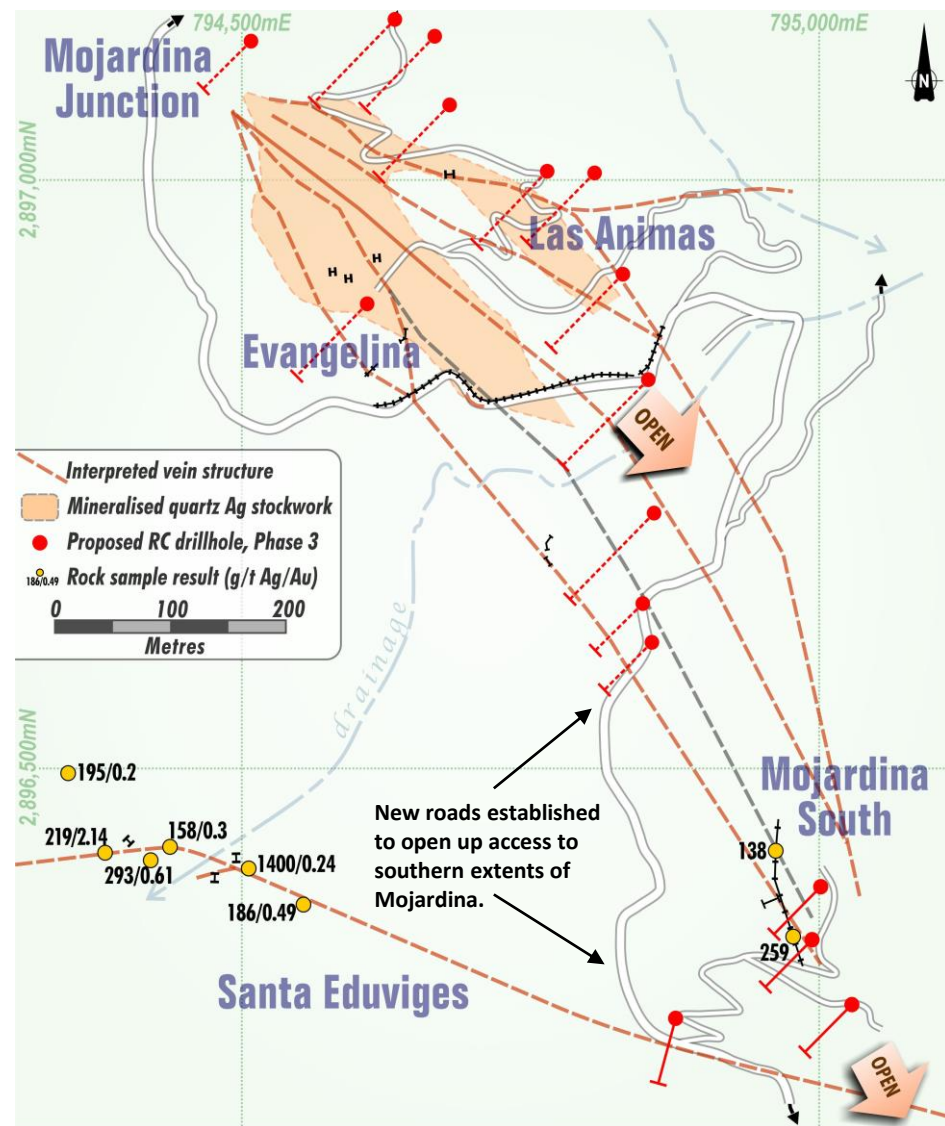 794,500mE
795,000mE
Mojardina
Junction
N
2,897,000mN
Las Animas
Evangelina
OPEN
Interpreted vein structure
Mineralised quartz Ag stockwork
Proposed RC drillhole, Phase 3
186/0.49 Rock sample result (g/t Ag/Au)
0 100 200
Metres
drainage
2,896,500mN
195/0.2
Mojardina
South
New roads established
to open up access to
southern extents of
Mojardina.
219/2.14
158/0.3
293/0.61
1400/0.24
186/0.49
138
259
Santa Eduviges
OPEN